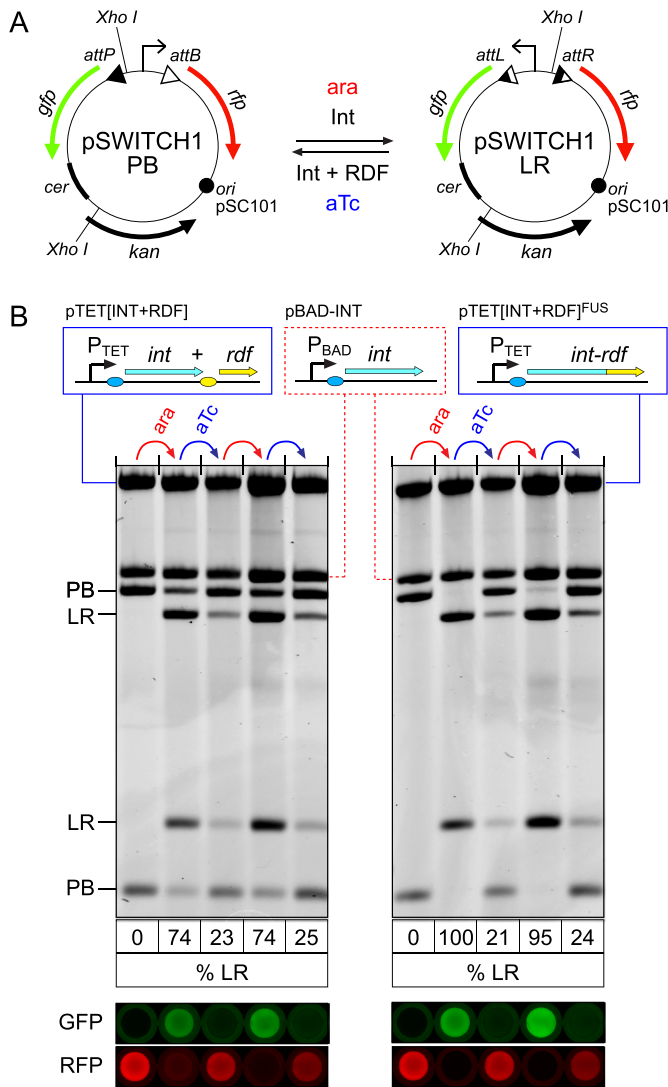 A
Xho I
attP
attB
gfp
rfp
pSWITCH1
PB
cer
ori
pSC101
Xho I
kan
ara
Int
Int + RDF
aTc
Xho I
attL
attR
gfp
rfp
pSWITCH1
LR
cer
ori
pSC101
Xho I
kan
B
pTET[INT+RDF]
pBAD-INT
pTET[INT+RDF]FUS
PTET int + rdf
PBAD int
PTET int-rdf
ara aTc
ara aTc
PB
LR
LR
PB
0 74 23 74 25
% LR
0 100 21 95 24
% LR
GFP
RFP